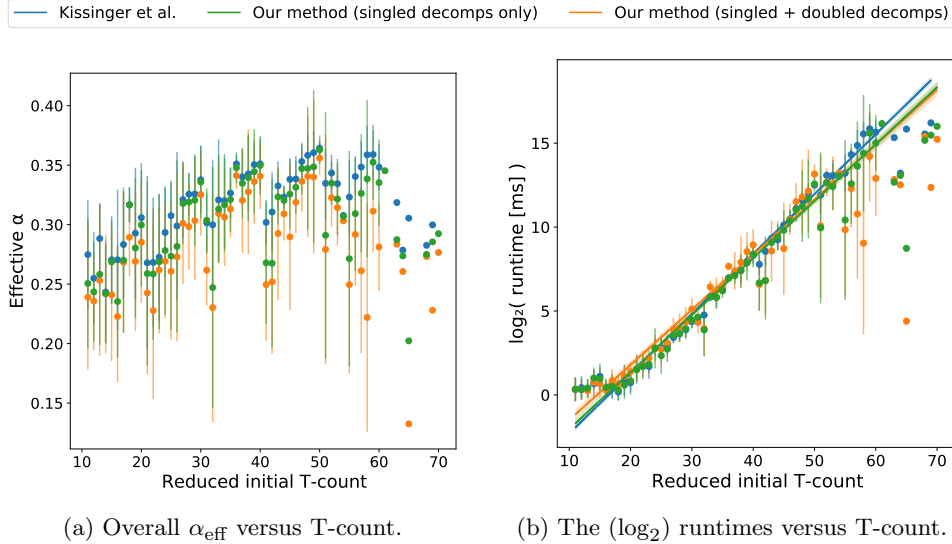 Kissinger et al. Our method (singled decomps only) Our method (singled + doubled decomps)
Effective α
0.40
0.35
0.30
0.25
0.20
0.15
10 20 30 40 50 60 70
Reduced initial T-count
(a) Overall αeff versus T-count.
log₂( runtime [ms] )
15
10
5
0
10 20 30 40 50 60 70
Reduced initial T-count
(b) The (log₂) runtimes versus T-count.